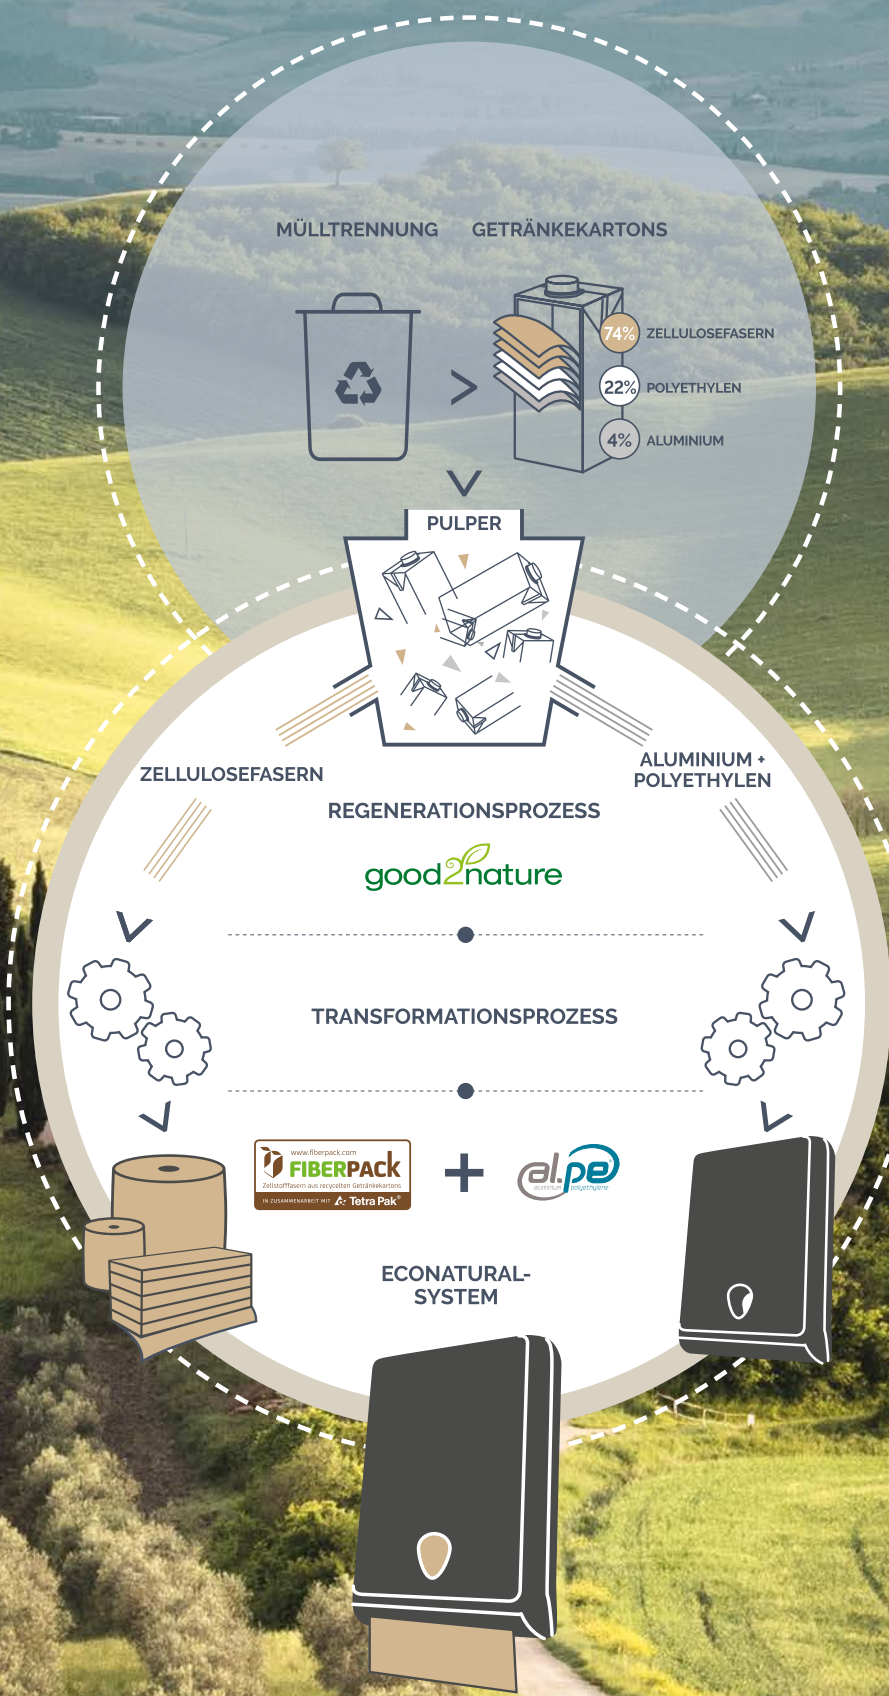 MÜLLTRENNUNG
GETRÄNKEKARTONS
74% ZELLULOSEFASERN
22% POLYETHYLEN
4% ALUMINIUM
PULPER
ZELLULOSEFASERN
ALUMINIUM +
POLYETHYLEN
REGENERATIONSPROZESS
good2nature
TRANSFORMATIONSPROZESS
www.fiberpack.com
FIBERPACK
Zellstofffasern aus recycelten Getränkekartons
IN ZUSAMMENARBEIT MIT Tetra Pak®
+
al.pe
aluminium polyethylene
ECONATURAL-
SYSTEM